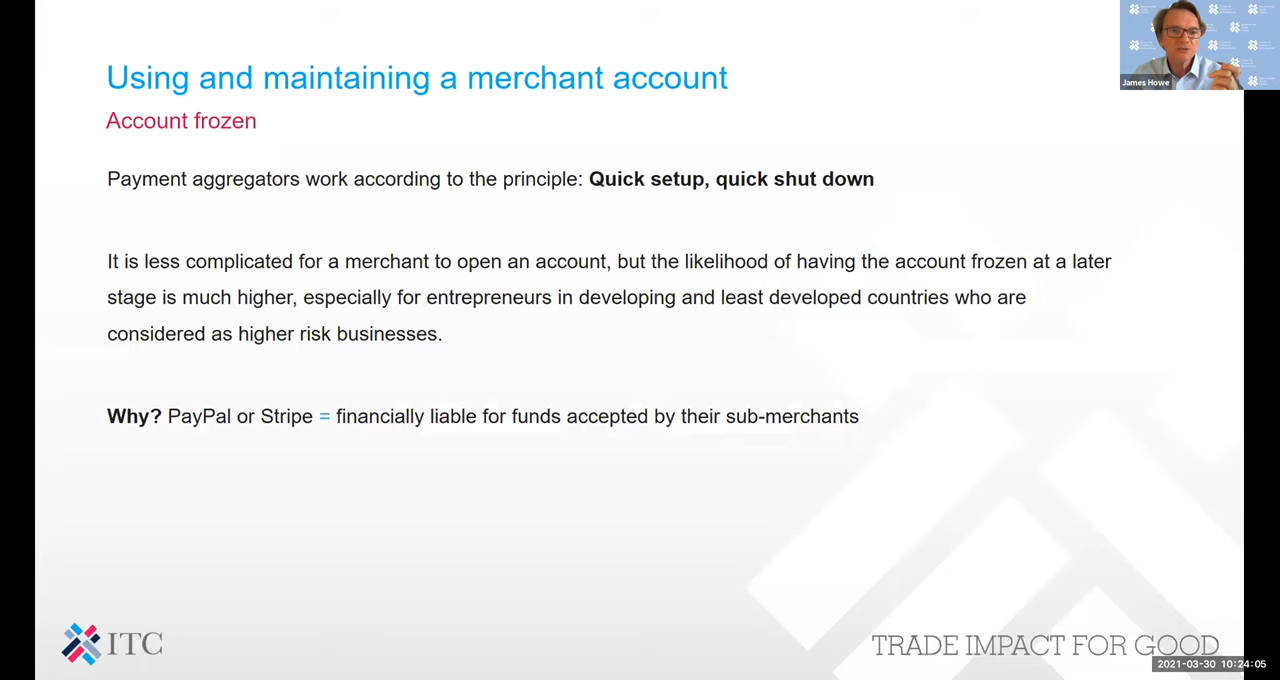 James Howe
Using and maintaining a merchant account
Account frozen
Payment aggregators work according to the principle: Quick setup, quick shut down
It is less complicated for a merchant to open an account, but the likelihood of having the account frozen at a later
stage is much higher, especially for entrepreneurs in developing and least developed countries who are
considered as higher risk businesses.
Why? PayPal or Stripe = financially liable for funds accepted by their sub-merchants
ITC
TRADE IMPACT FOR GOOD
2021-03-30 10:24:05